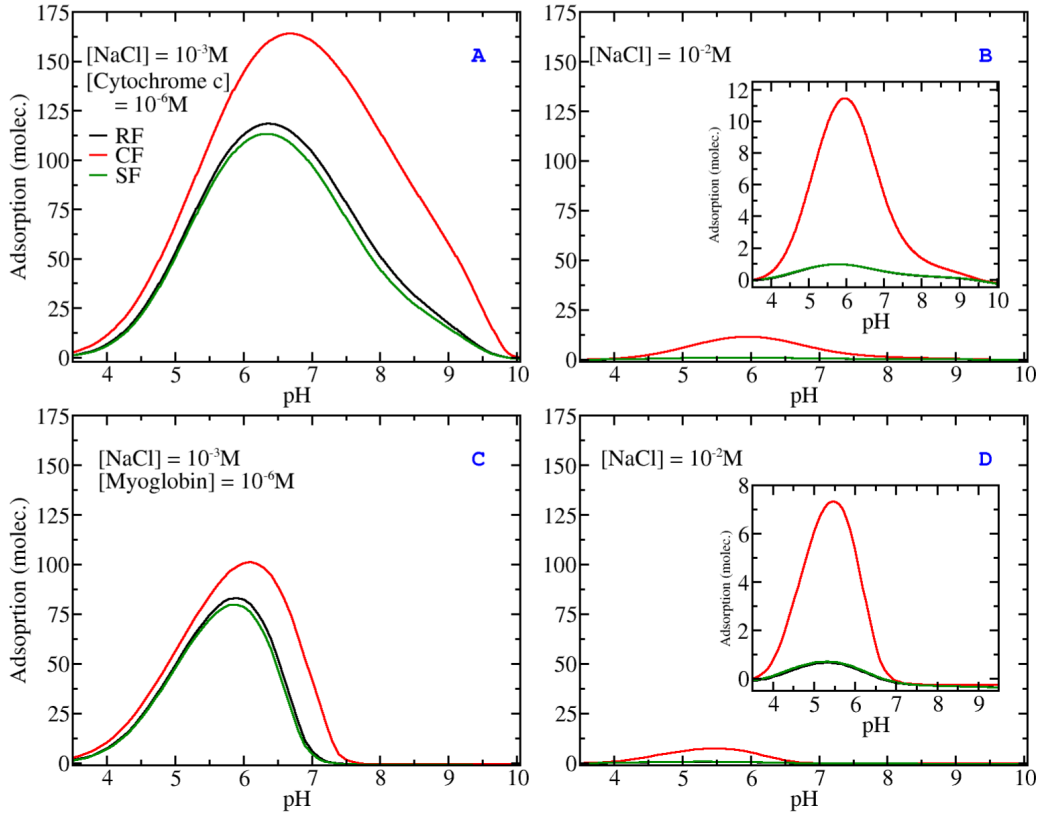 175
150
125
100
75
50
25
0
Adsorption (molec.)
[NaCl] = 10⁻³M
[Cytochrome c]
= 10⁻⁶M
RF
CF
SF
A
4 5 6 7 8 9 10
pH
175
150
125
100
75
50
25
0
[NaCl] = 10⁻²M
B
12
10
8
6
4
2
0
Adsorption (molec.)
4 5 6 7 8 9 10
pH
4 5 6 7 8 9 10
pH
175
150
125
100
75
50
25
0
Adsoprtion (molec.)
[NaCl] = 10⁻³M
[Myoglobin] = 10⁻⁶M
C
4 5 6 7 8 9 10
pH
175
150
125
100
75
50
25
0
[NaCl] = 10⁻²M
D
8
6
4
2
0
Adsorption (molec.)
4 5 6 7 8 9
pH
4 5 6 7 8 9 10
pH